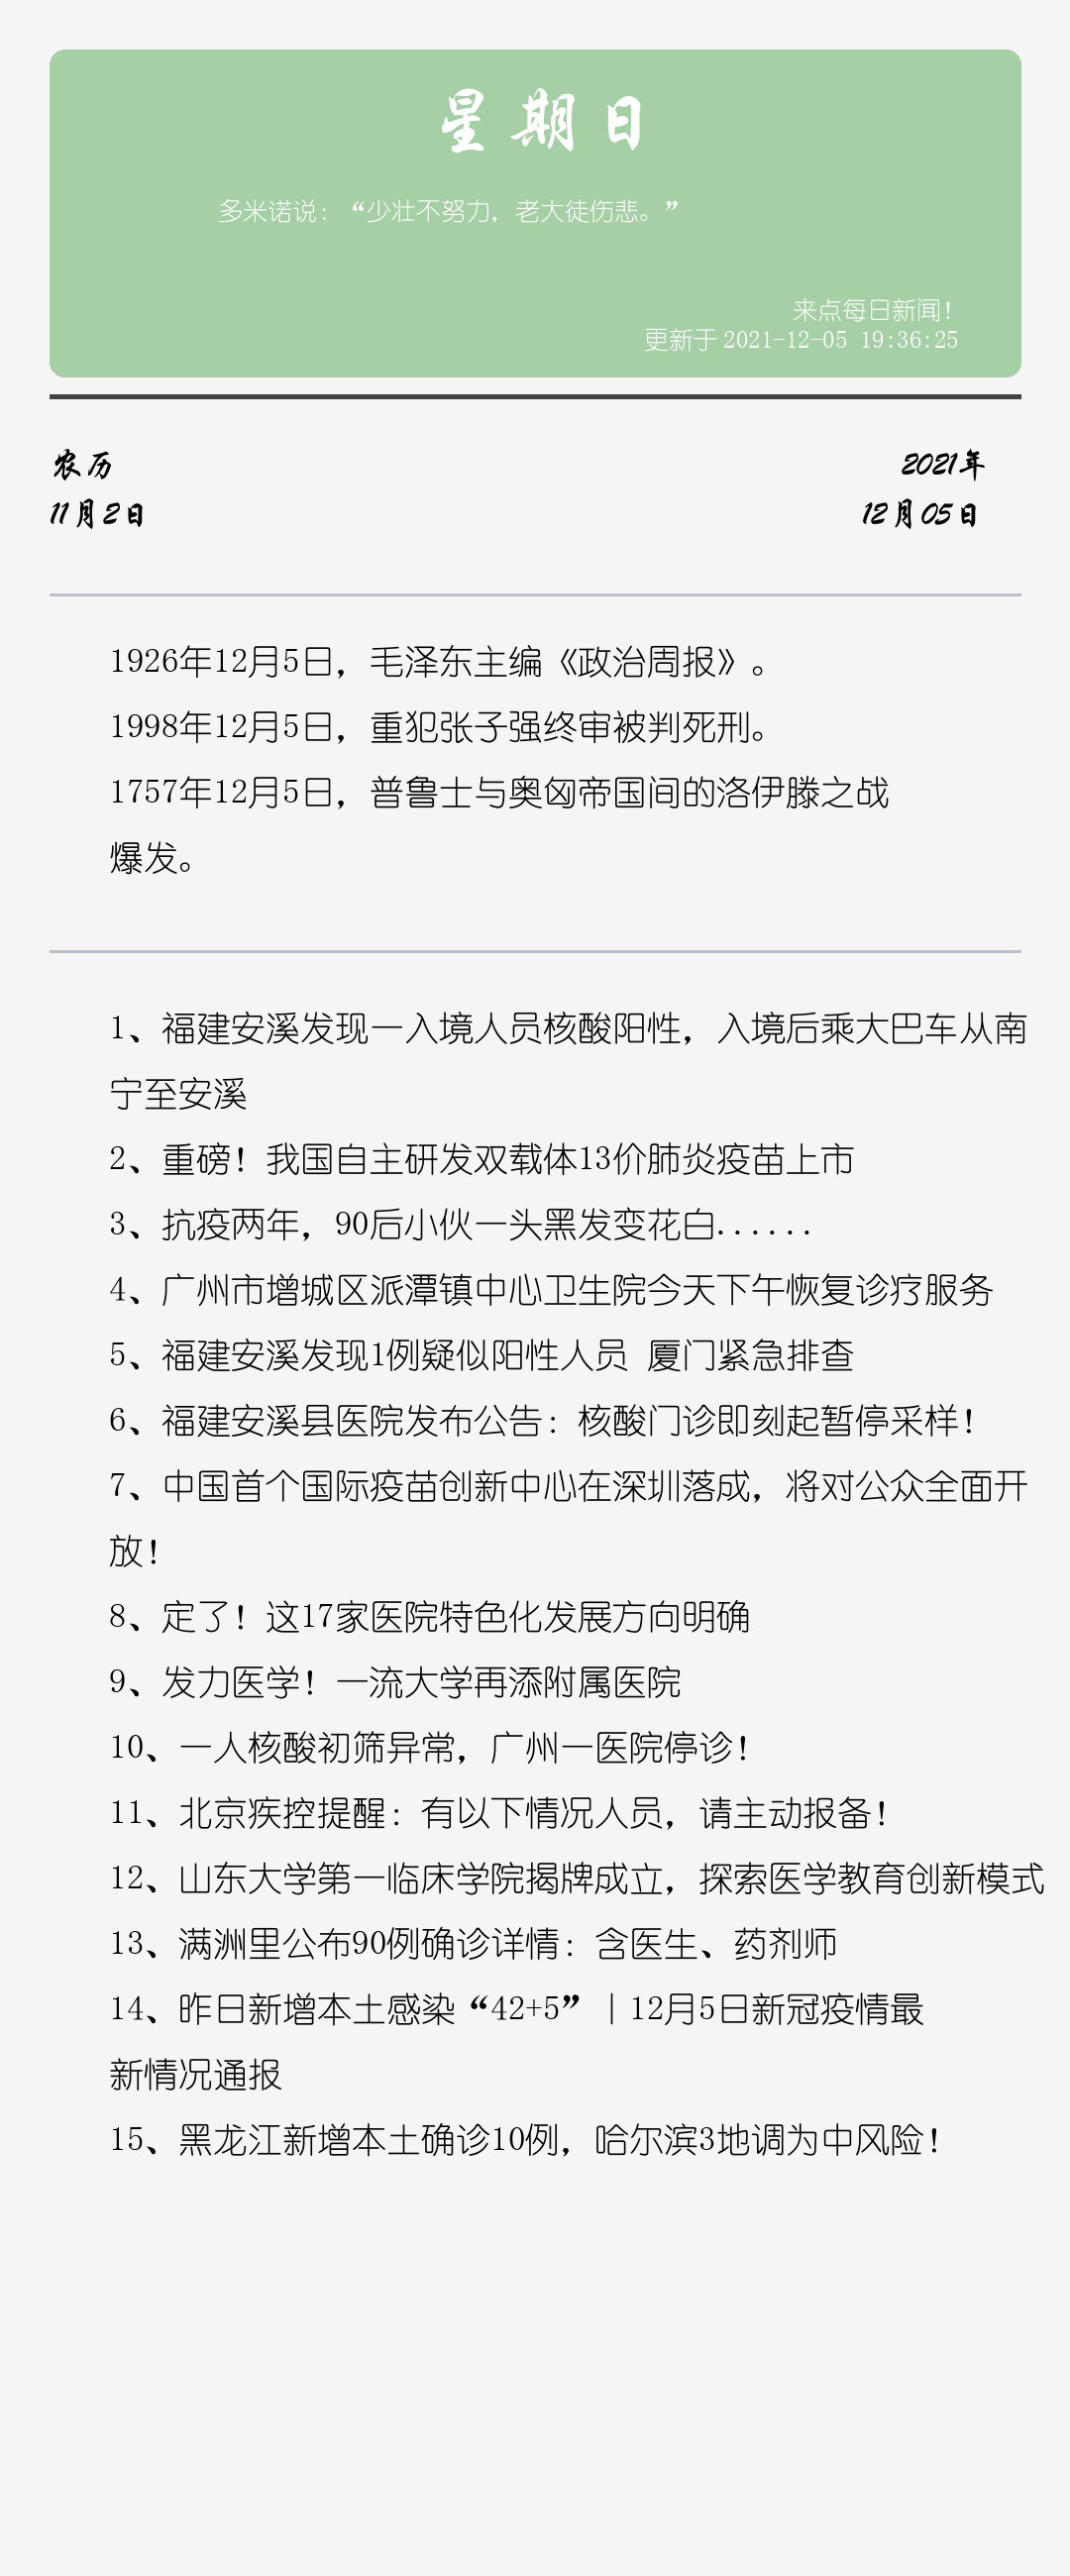 星期日
多米诺说：“少壮不努力，老大徒伤悲。”
来点每日新闻！
更新于2021-12-05 19:36:25
农历
2021年
11月2日
12月05日
1926年12月5日，毛泽东主编《政治周报》。
1998年12月5日，重犯张子强终审被判死刑。
1757年12月5日，普鲁士与奥匈帝国间的洛伊滕之战
爆发。
1、福建安溪发现一入境人员核酸阳性，入境后乘大巴车从南
宁至安溪
2、重磅！我国自主研发双载体13价肺炎疫苗上市
3、抗疫两年，90后小伙一头黑发变花白......
4、广州市增城区派潭镇中心卫生院今天下午恢复诊疗服务
5、福建安溪发现1例疑似阳性人员 厦门紧急排查
6、福建安溪县医院发布公告：核酸门诊即刻起暂停采样！
7、中国首个国际疫苗创新中心在深圳落成，将对公众全面开
放！
8、定了！这17家医院特色化发展方向明确
9、发力医学！一流大学再添附属医院
10、一人核酸初筛异常，广州一医院停诊！
11、北京疾控提醒：有以下情况人员，请主动报备！
12、山东大学第一临床学院揭牌成立，探索医学教育创新模式
13、满洲里公布90例确诊详情：含医生、药剂师
14、昨日新增本土感染“42+5”｜12月5日新冠疫情最
新情况通报
15、黑龙江新增本土确诊10例，哈尔滨3地调为中风险！